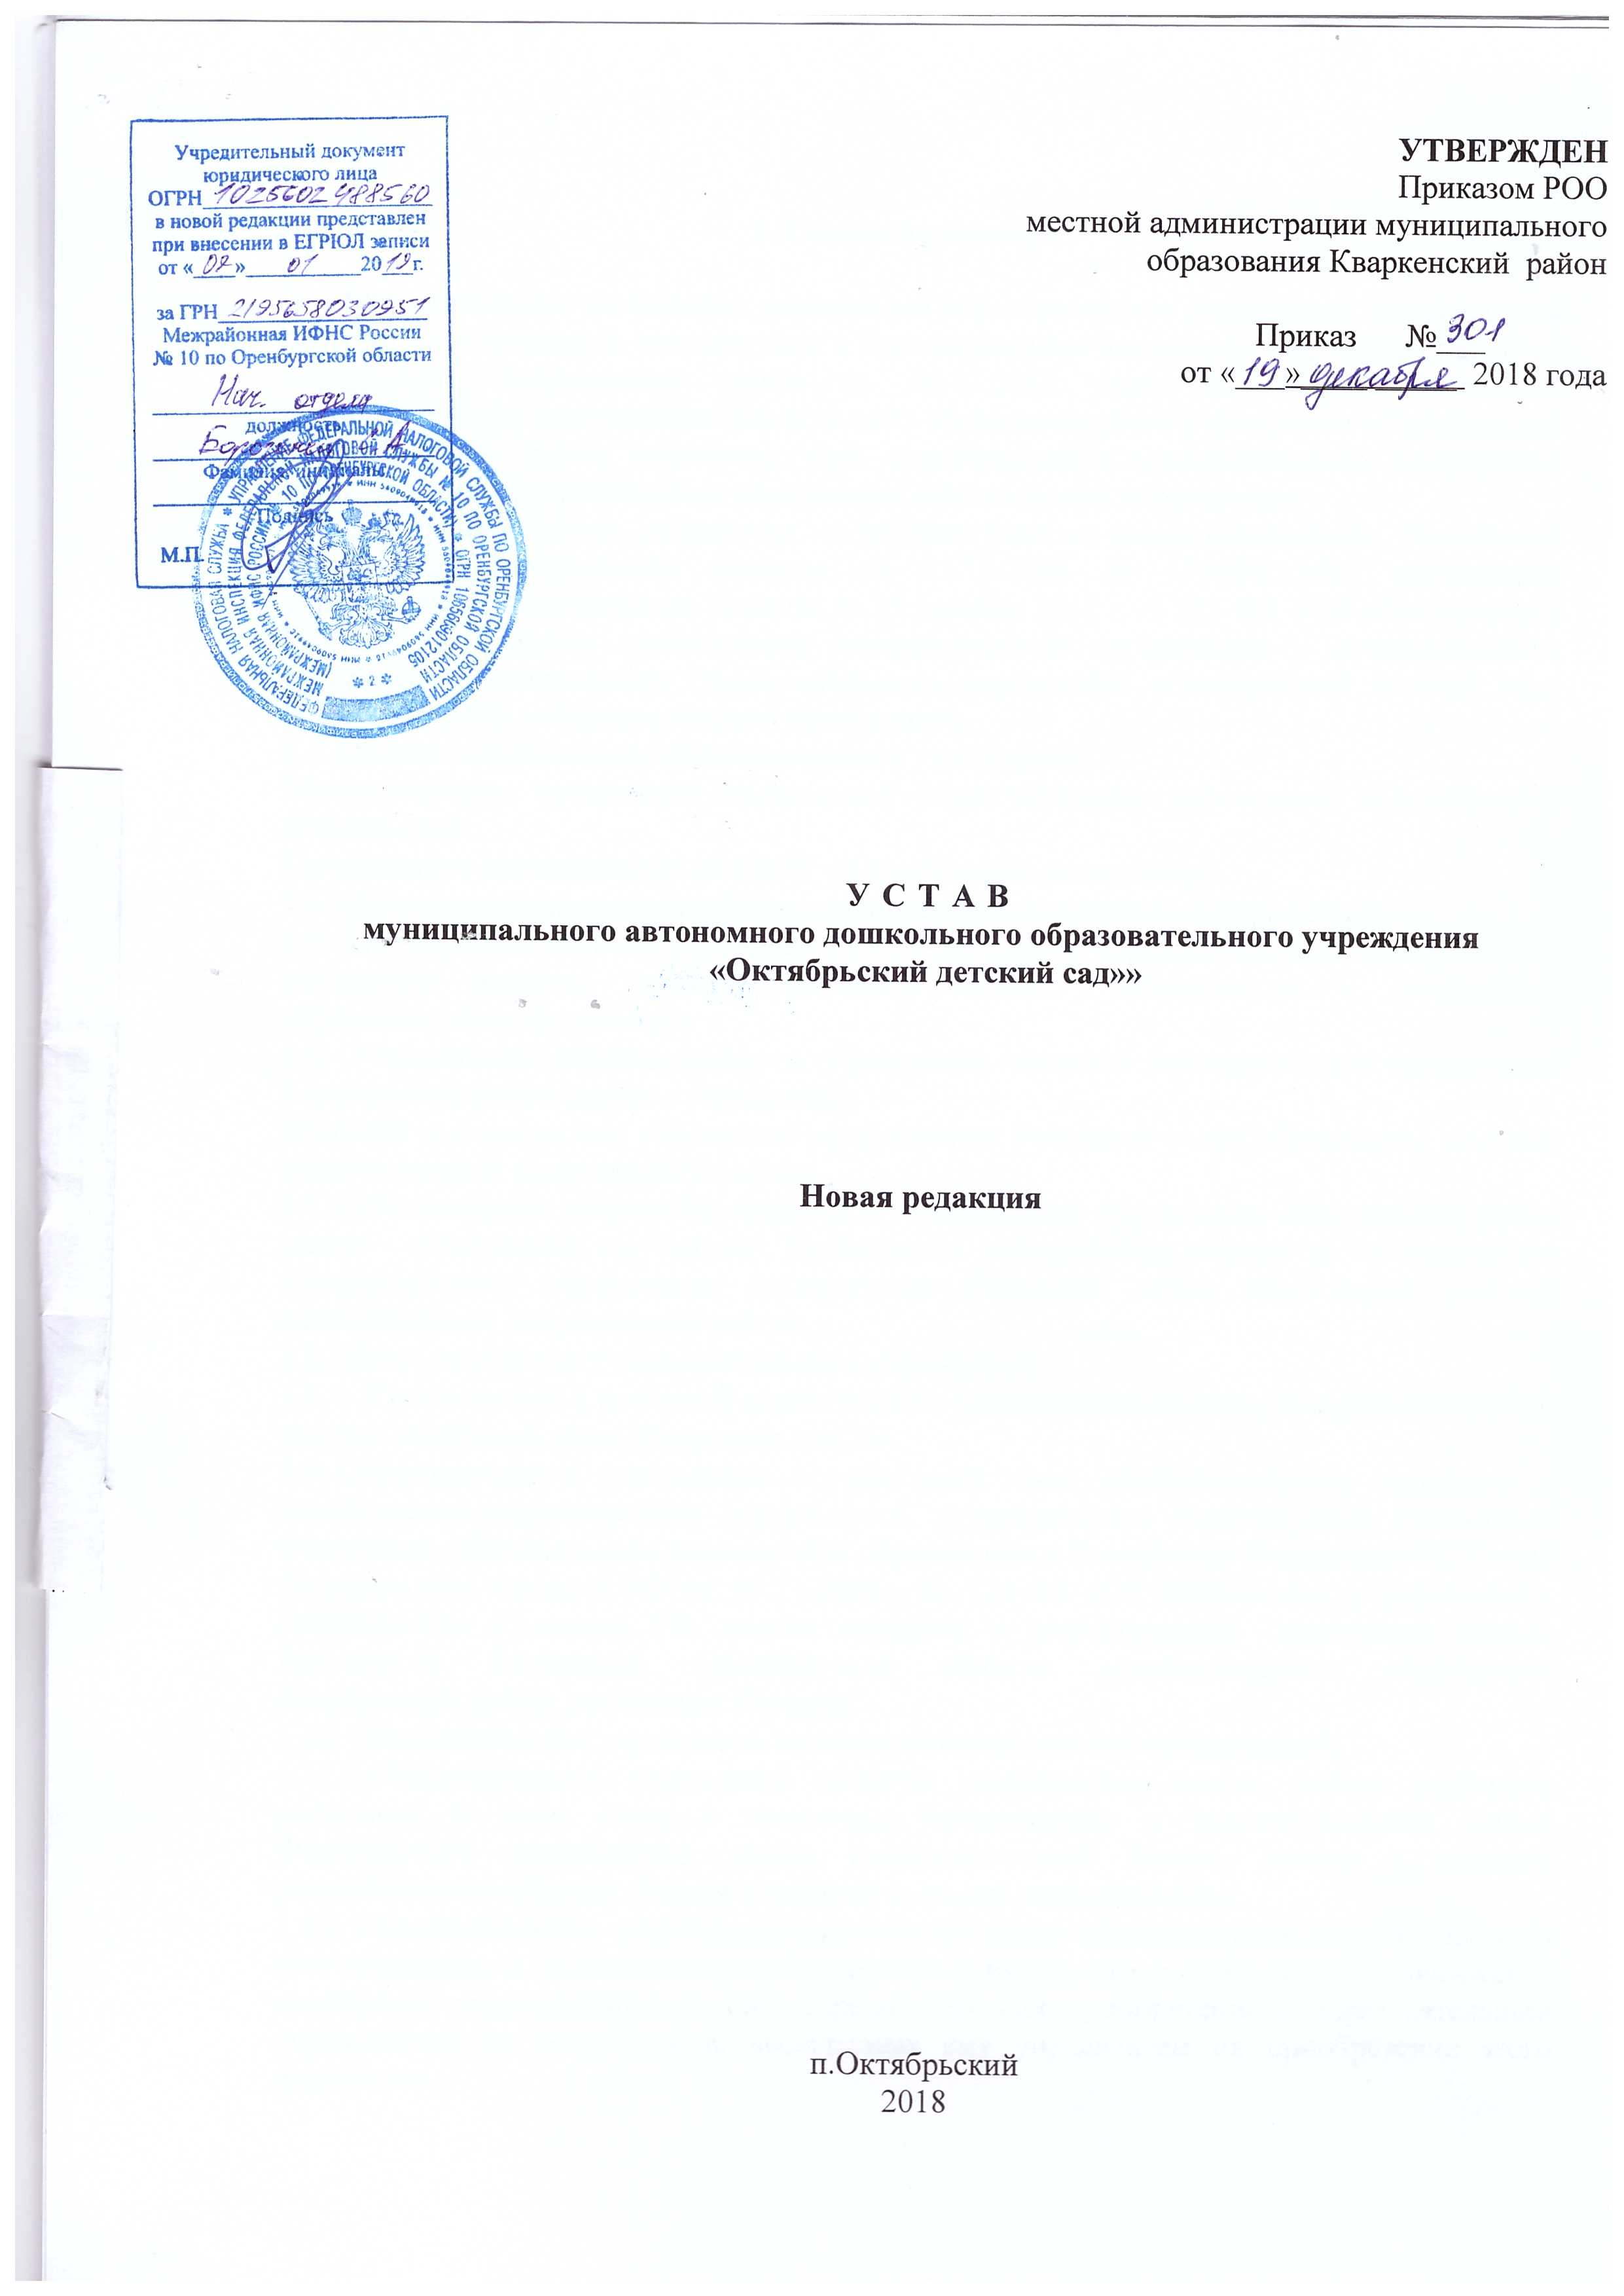 Учредительный документ
юридического лица
ОГРН 1025602488560
в новой редакции представлен
при внесении в ЕГРЮЛ записи
от «09» 01 2019г.
за ГРН 2195658030951
Межрайонная ИФНС России
№ 10 по Оренбургской области
Нач. отдела
должность
Фамилия, инициалы
Подпись
М.П.
УТВЕРЖДЕН
Приказом РОО
местной администрации муниципального
образования Кваркенский район
Приказ № 301
от «19» декабря 2018 года
У С Т А В
муниципального автономного дошкольного образовательного учреждения
«Октябрьский детский сад»»
Новая редакция
п.Октябрьский
2018